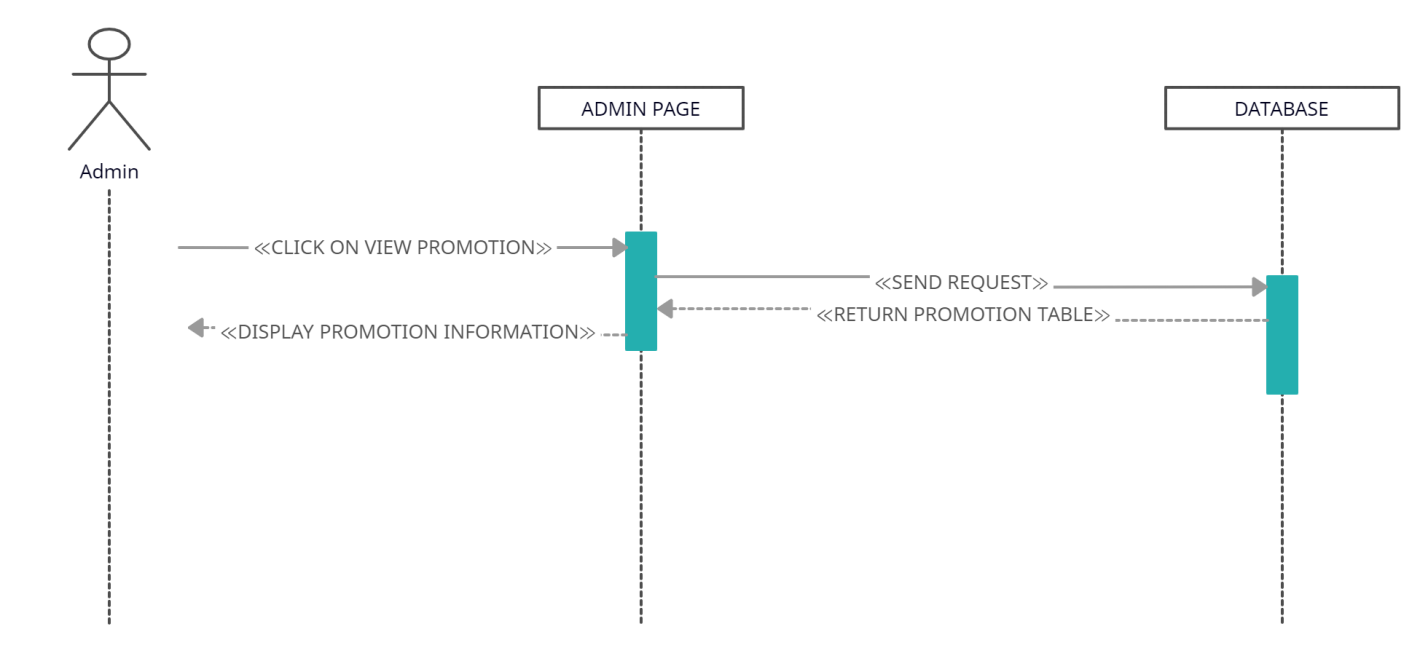 ADMIN PAGE
DATABASE
Admin
≪CLICK ON VIEW PROMOTION≫
≪SEND REQUEST≫
≪RETURN PROMOTION TABLE≫
≪DISPLAY PROMOTION INFORMATION≫